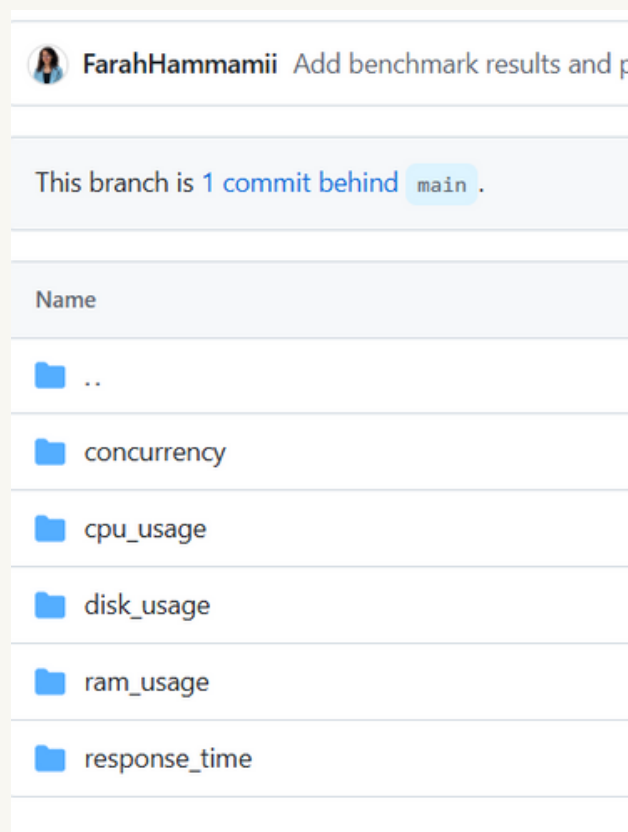 FarahHammamii Add benchmark results and
This branch is 1 commit behind main .
Name
..
concurrency
cpu_usage
disk_usage
ram_usage
response_time